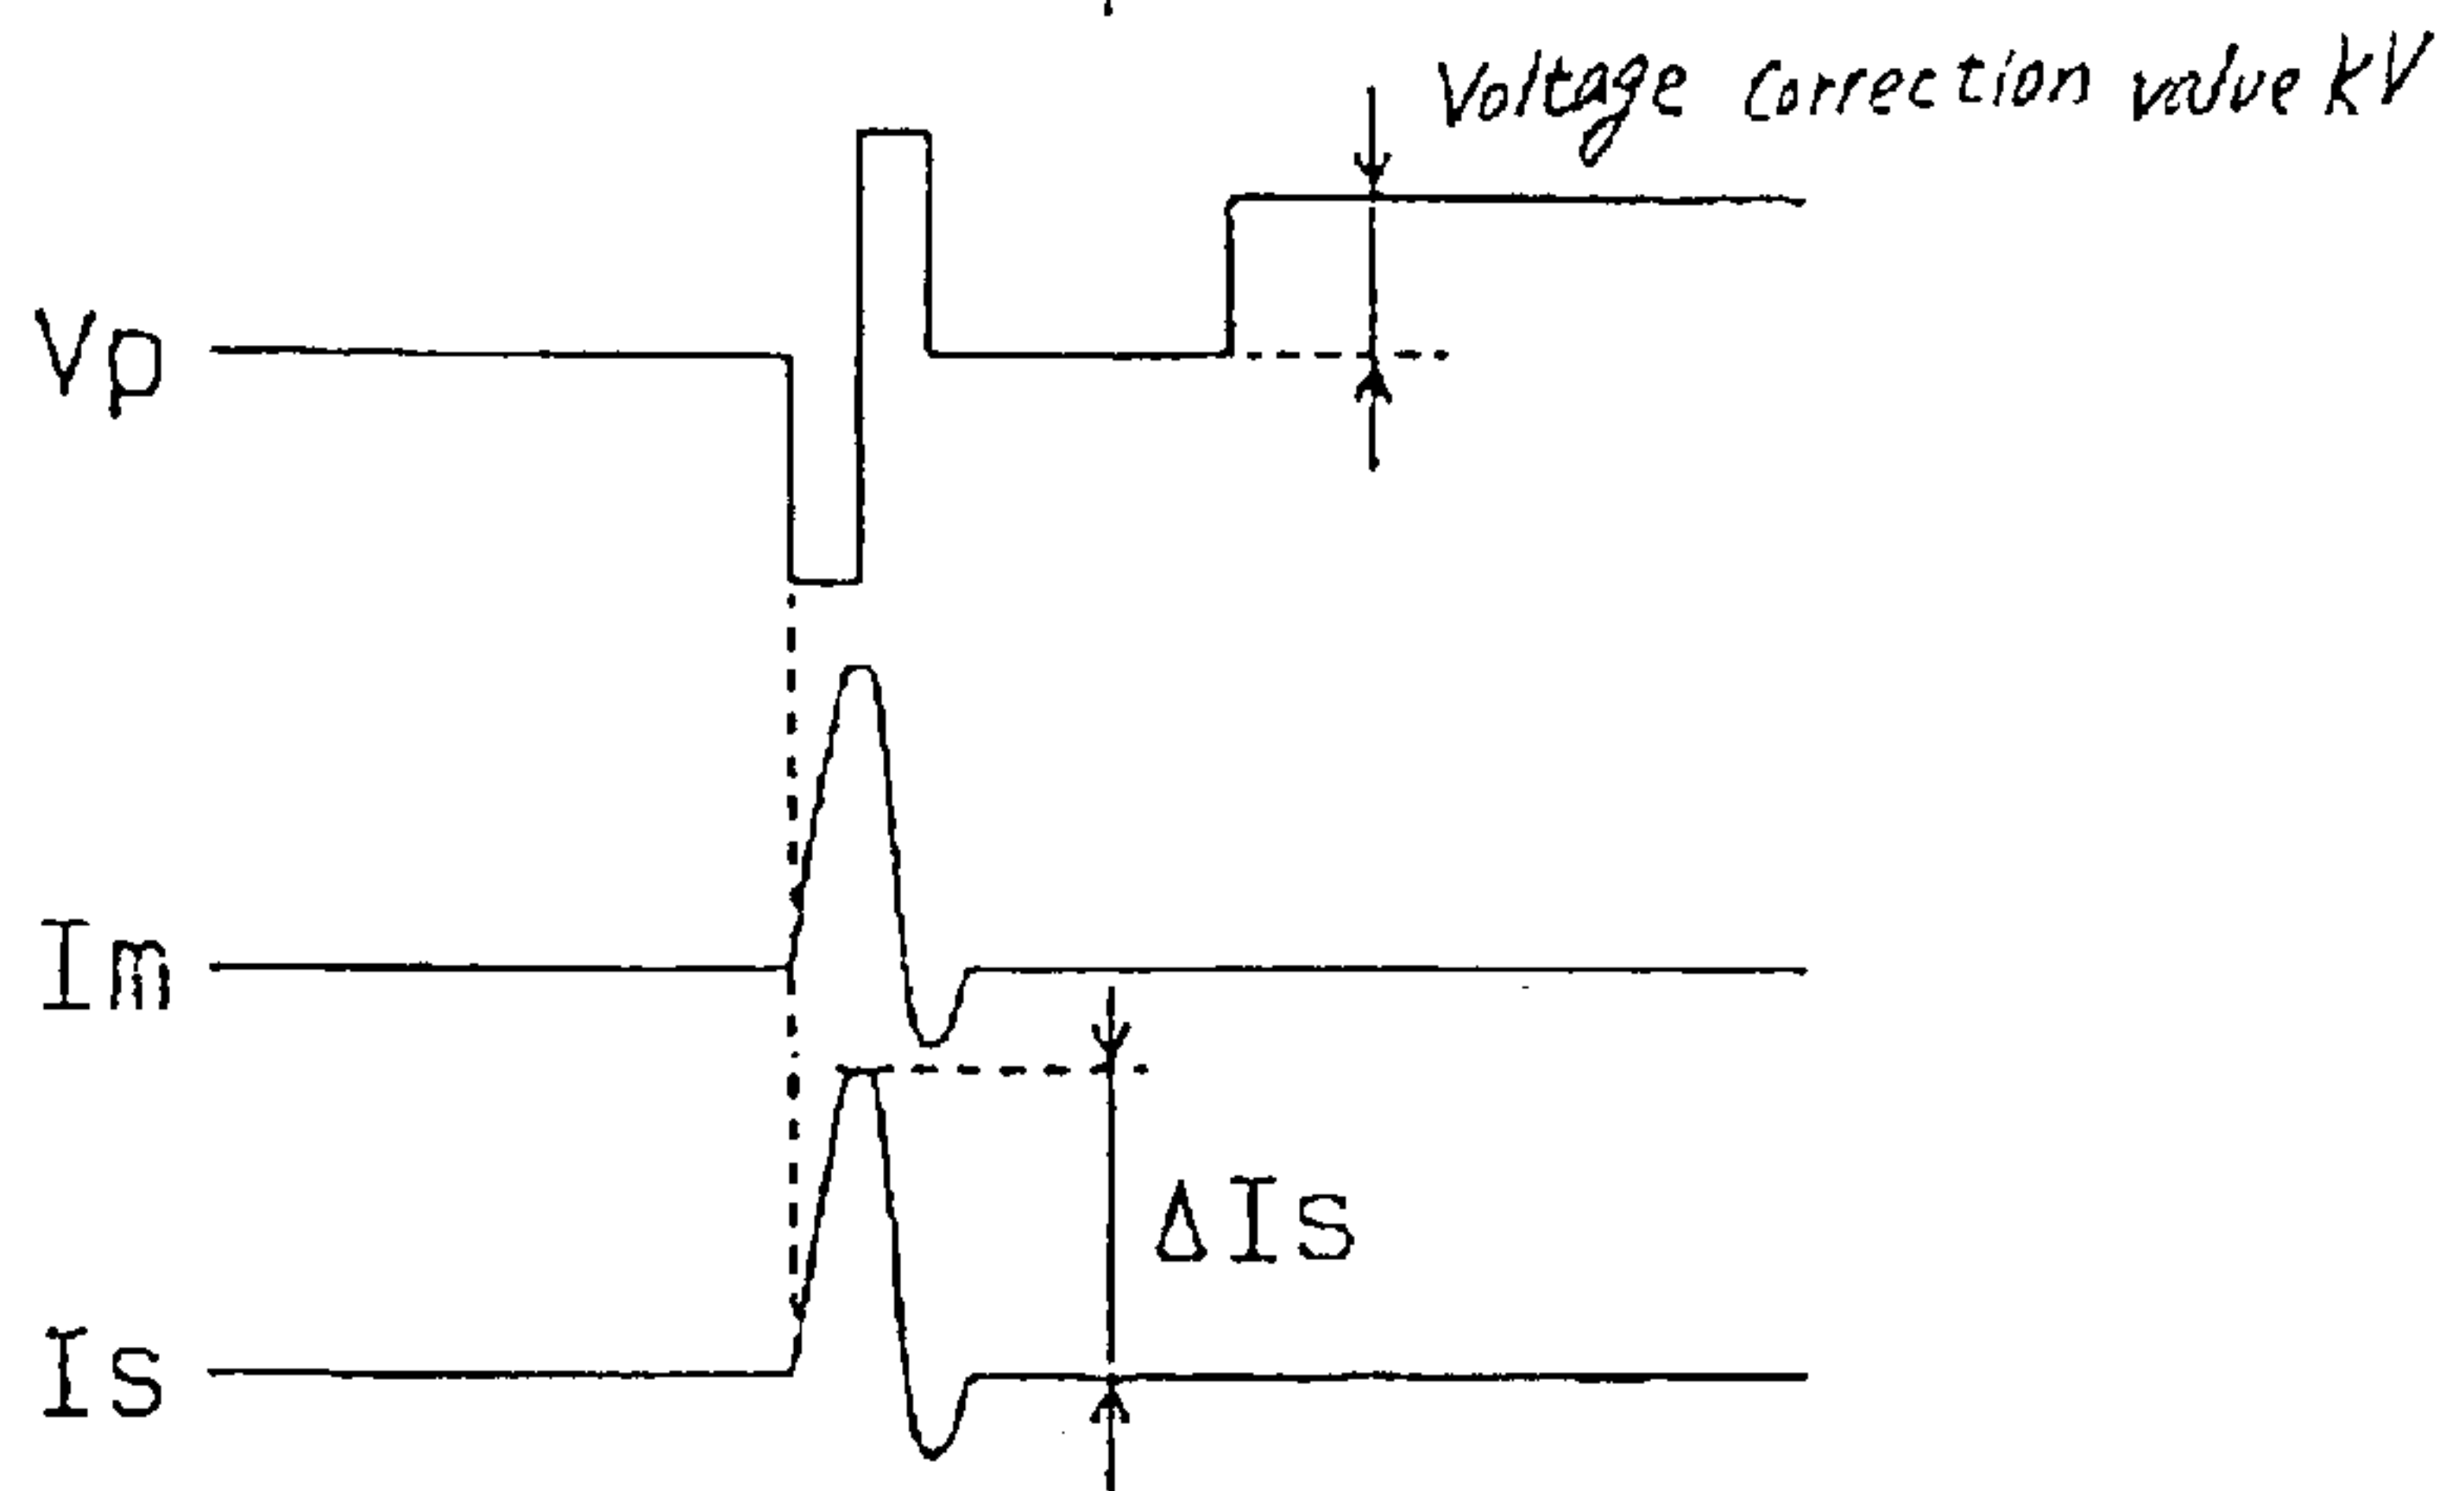 Voltage Correction value KV
Vp
Im
ΔIs
Is